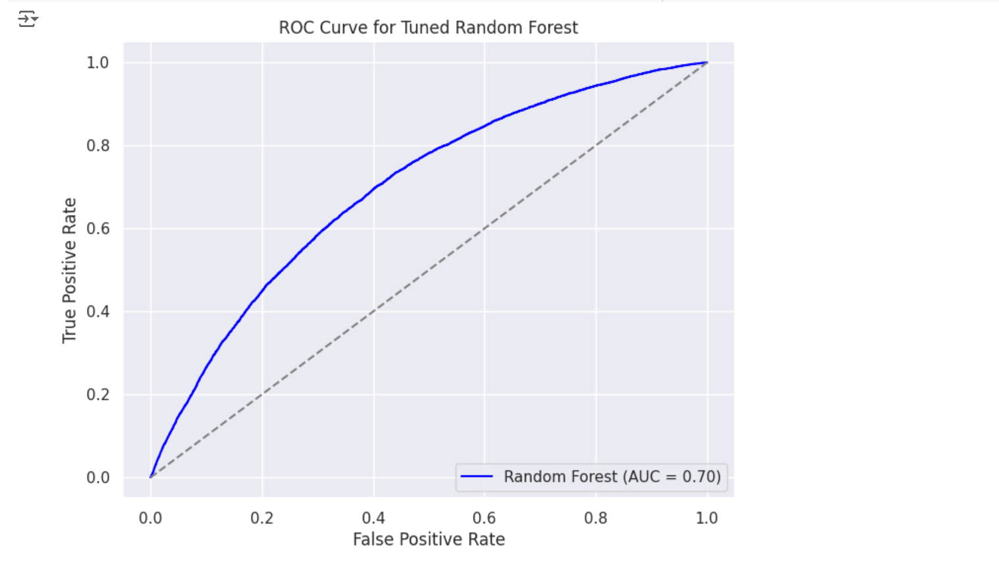 ROC Curve for Tuned Random Forest
1.0
0.8
0.6
0.4
0.2
0.0
True Positive Rate
Random Forest (AUC = 0.70)
0.0 0.2 0.4 0.6 0.8 1.0
False Positive Rate